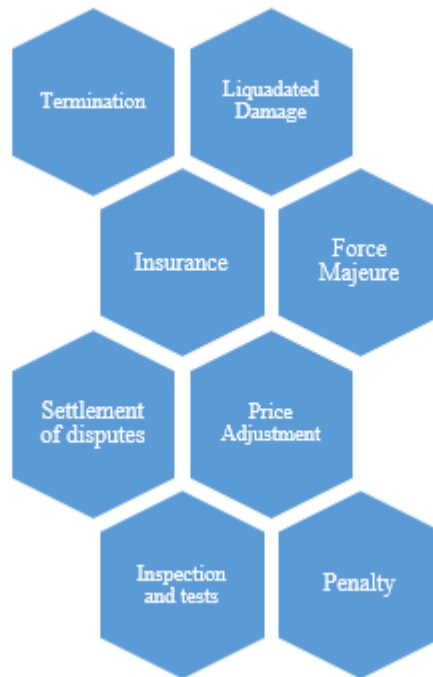 Termination
Liquadated
Damage
Insurance
Force
Majeure
Settlement
of disputes
Price
Adjustment
Inspection
and tests
Penalty